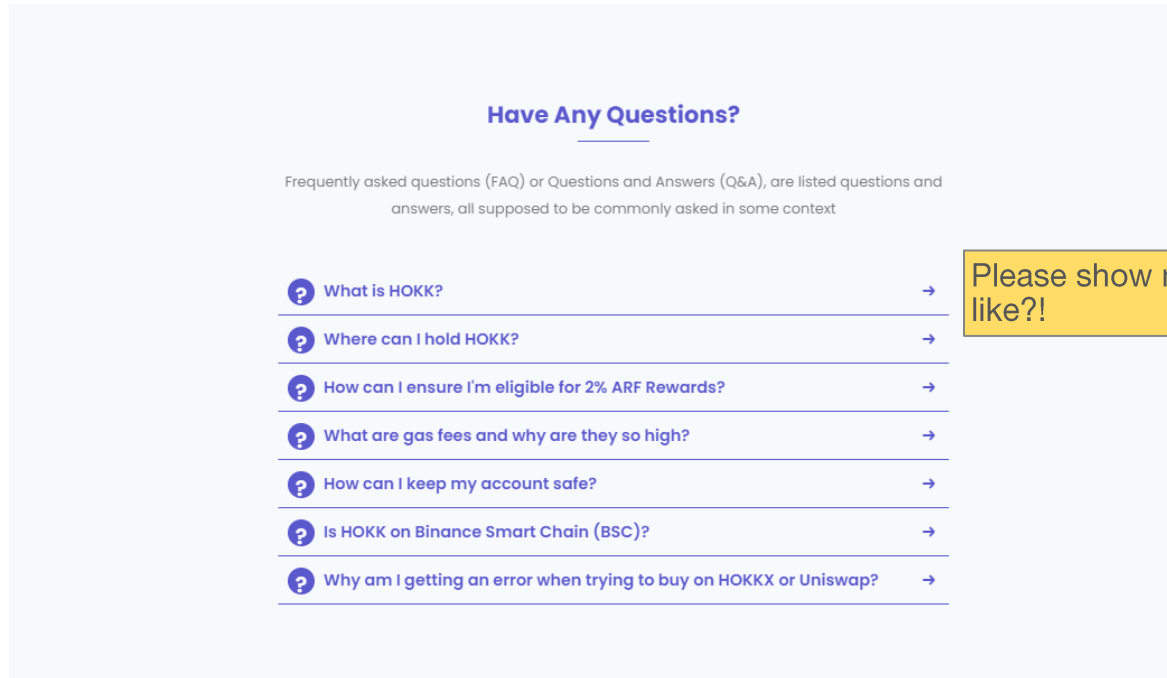 Have Any Questions?
Frequently asked questions (FAQ) or Questions and Answers (Q&A), are listed questions and
answers, all supposed to be commonly asked in some context
What is HOKK?
Where can I hold HOKK?
How can I ensure I'm eligible for 2% ARF Rewards?
What are gas fees and why are they so high?
How can I keep my account safe?
Is HOKK on Binance Smart Chain (BSC)?
Why am I getting an error when trying to buy on HOKKX or Uniswap?
Please show
like?!